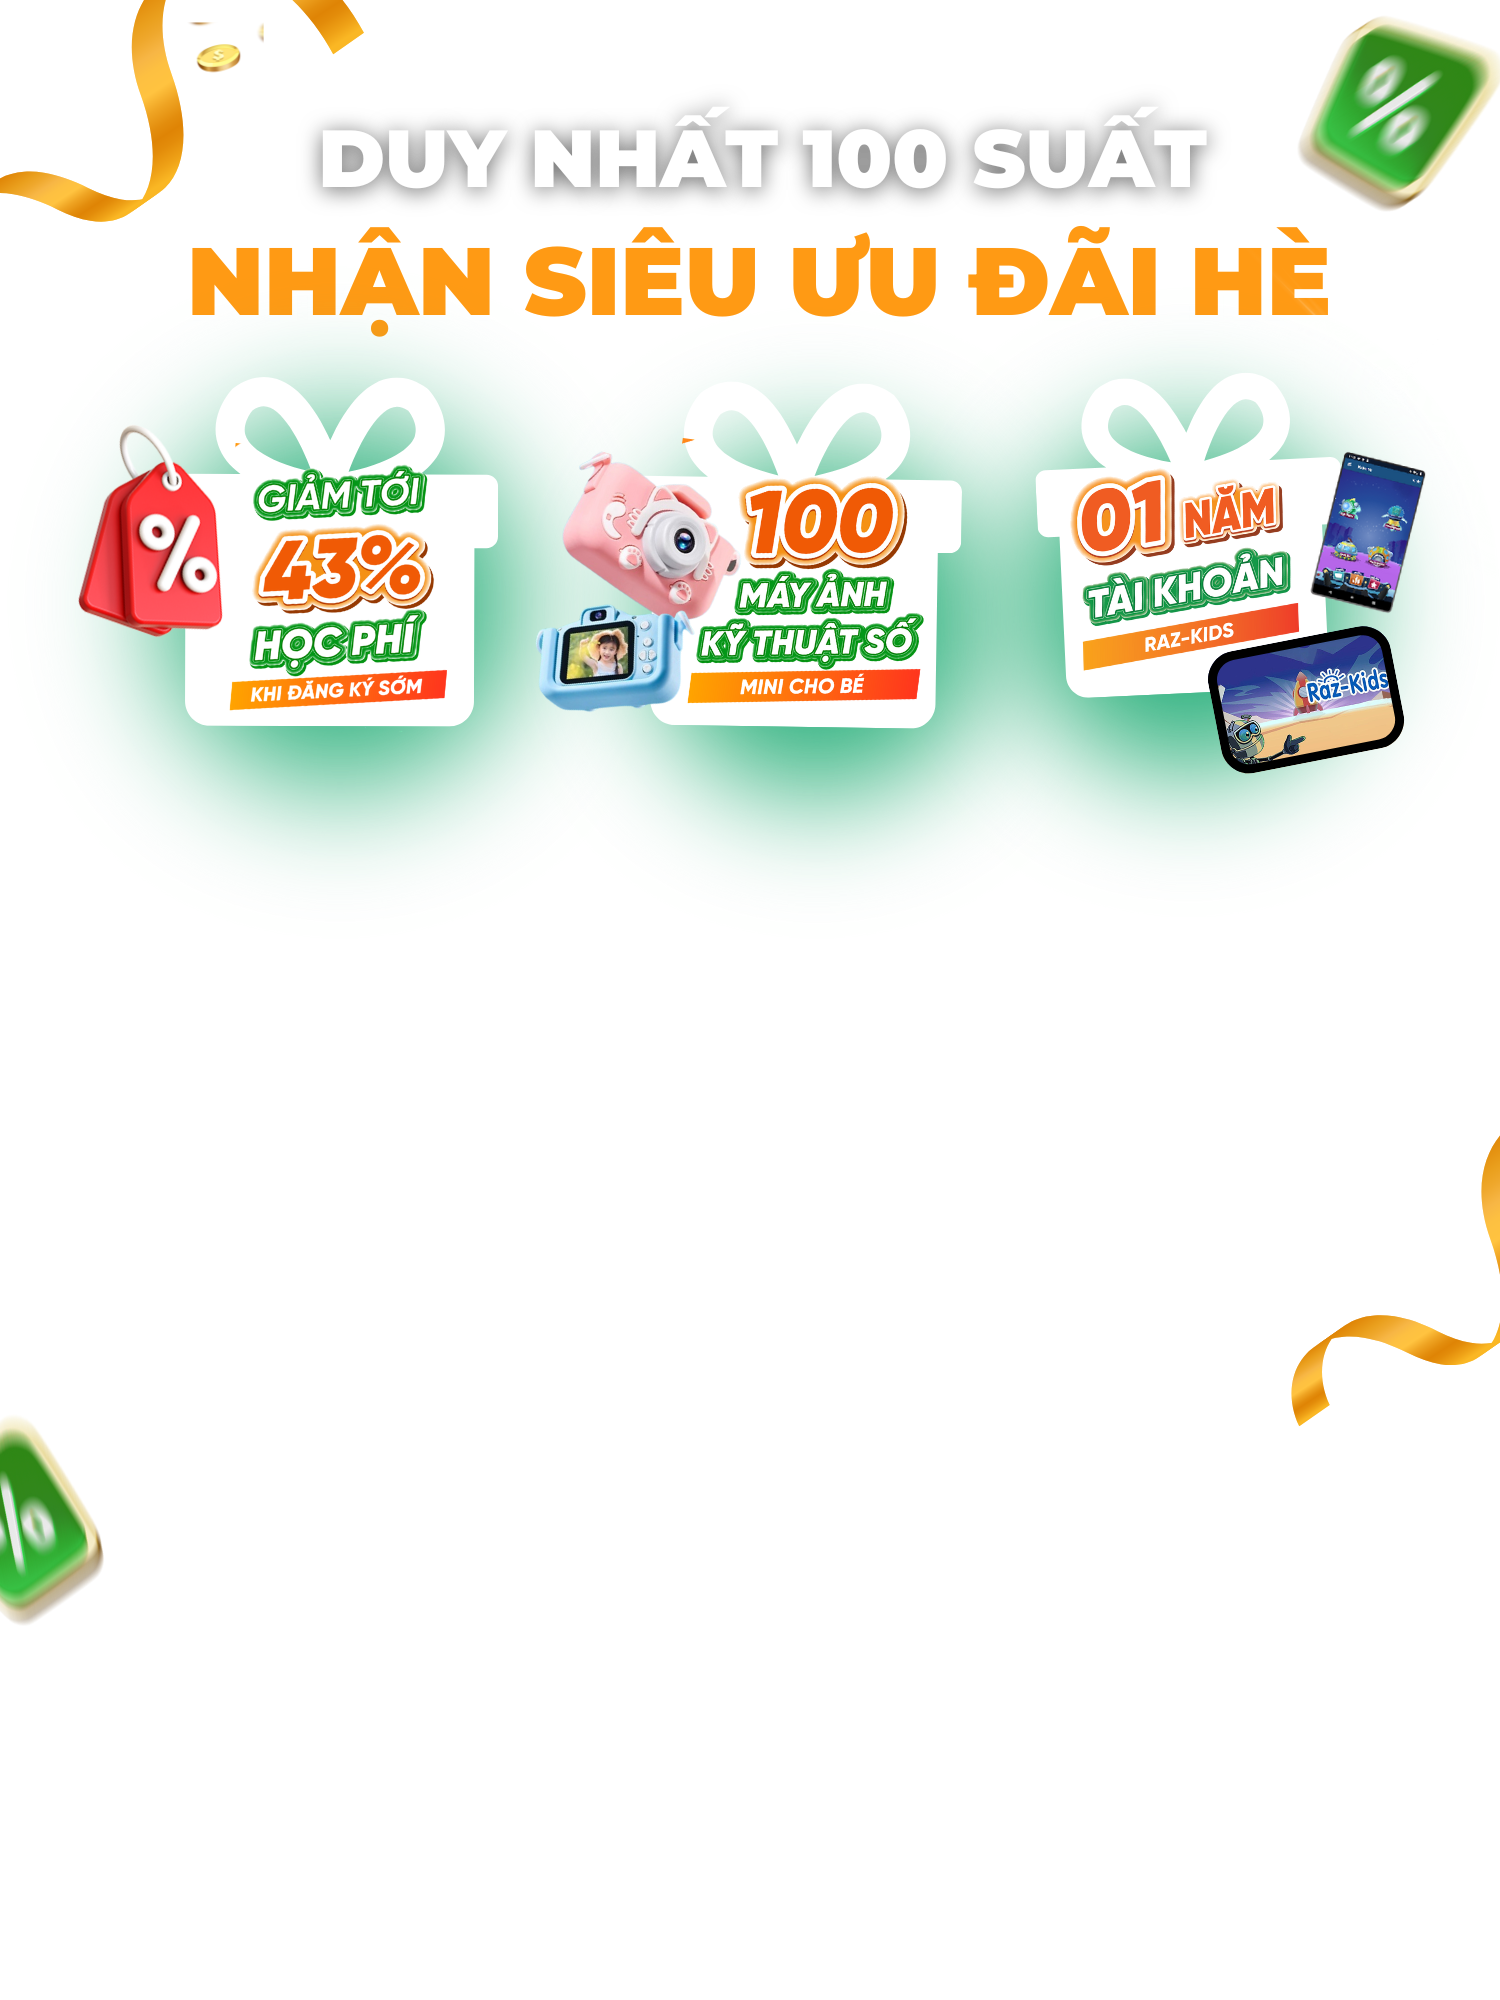 DUY NHẤT 100 SUẤT
NHẬN SIÊU ƯU ĐÃI HÈ
GIẢM TỚI
43%
HỌC PHÍ
KHI ĐĂNG KÝ SỚM
100
MÁY ẢNH
KỸ THUẬT SỐ
MINI CHO BÉ
01 NĂM
TÀI KHOẢN
RAZ-KIDS
Raz-Kids
%
%
%